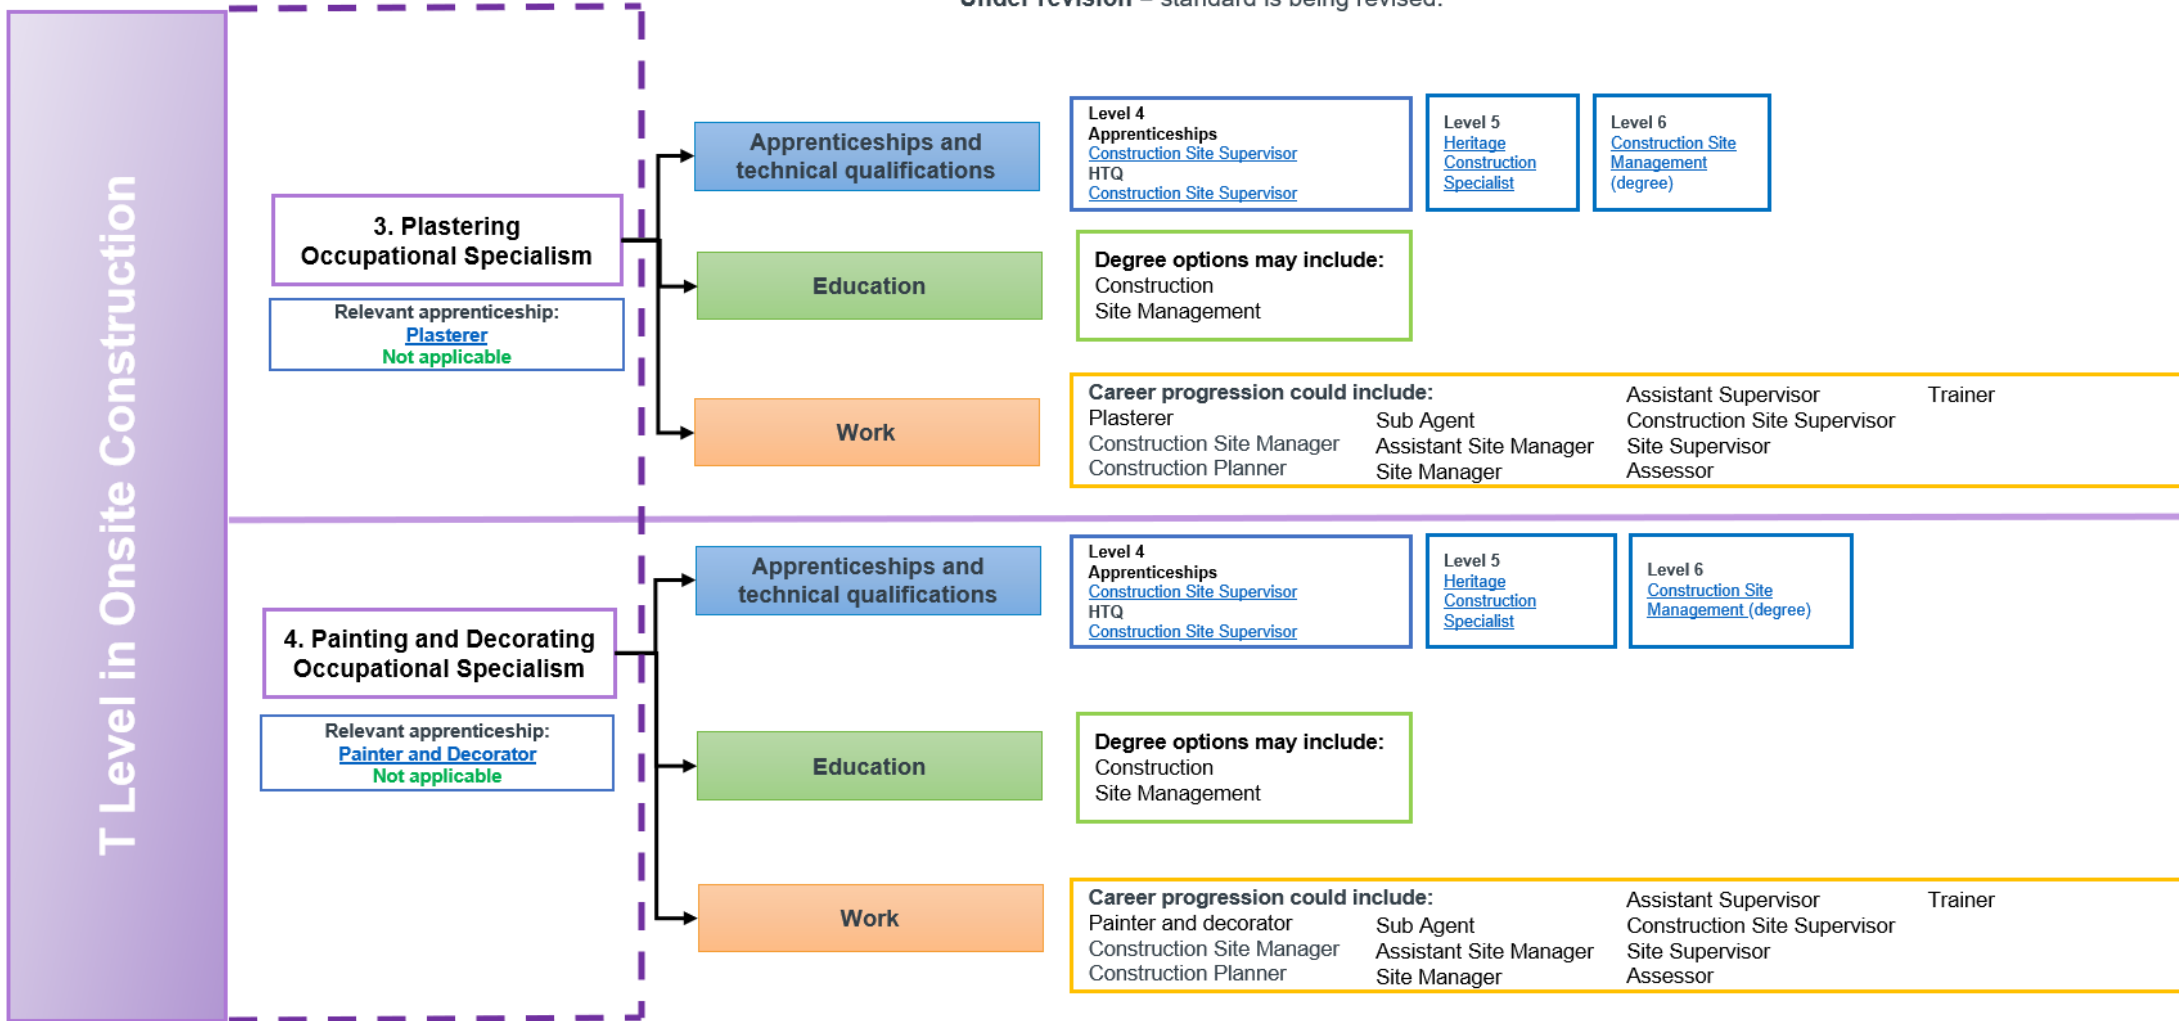 Under revision – standard is being revised.
T Level in Onsite Construction
3. Plastering
Occupational Specialism
Relevant apprenticeship:
Plasterer
Not applicable
Apprenticeships and
technical qualifications
Level 4
Apprenticeships
Construction Site Supervisor
HTQ
Construction Site Supervisor
Level 5
Heritage
Construction
Specialist
Level 6
Construction Site
Management
(degree)
Education
Degree options may include:
Construction
Site Management
Work
Career progression could include:
Plasterer
Construction Site Manager
Construction Planner
Sub Agent
Assistant Site Manager
Site Manager
Assistant Supervisor
Construction Site Supervisor
Site Supervisor
Assessor
Trainer
4. Painting and Decorating
Occupational Specialism
Relevant apprenticeship:
Painter and Decorator
Not applicable
Apprenticeships and
technical qualifications
Level 4
Apprenticeships
Construction Site Supervisor
HTQ
Construction Site Supervisor
Level 5
Heritage
Construction
Specialist
Level 6
Construction Site
Management (degree)
Education
Degree options may include:
Construction
Site Management
Work
Career progression could include:
Painter and decorator
Construction Site Manager
Construction Planner
Sub Agent
Assistant Site Manager
Site Manager
Assistant Supervisor
Construction Site Supervisor
Site Supervisor
Assessor
Trainer